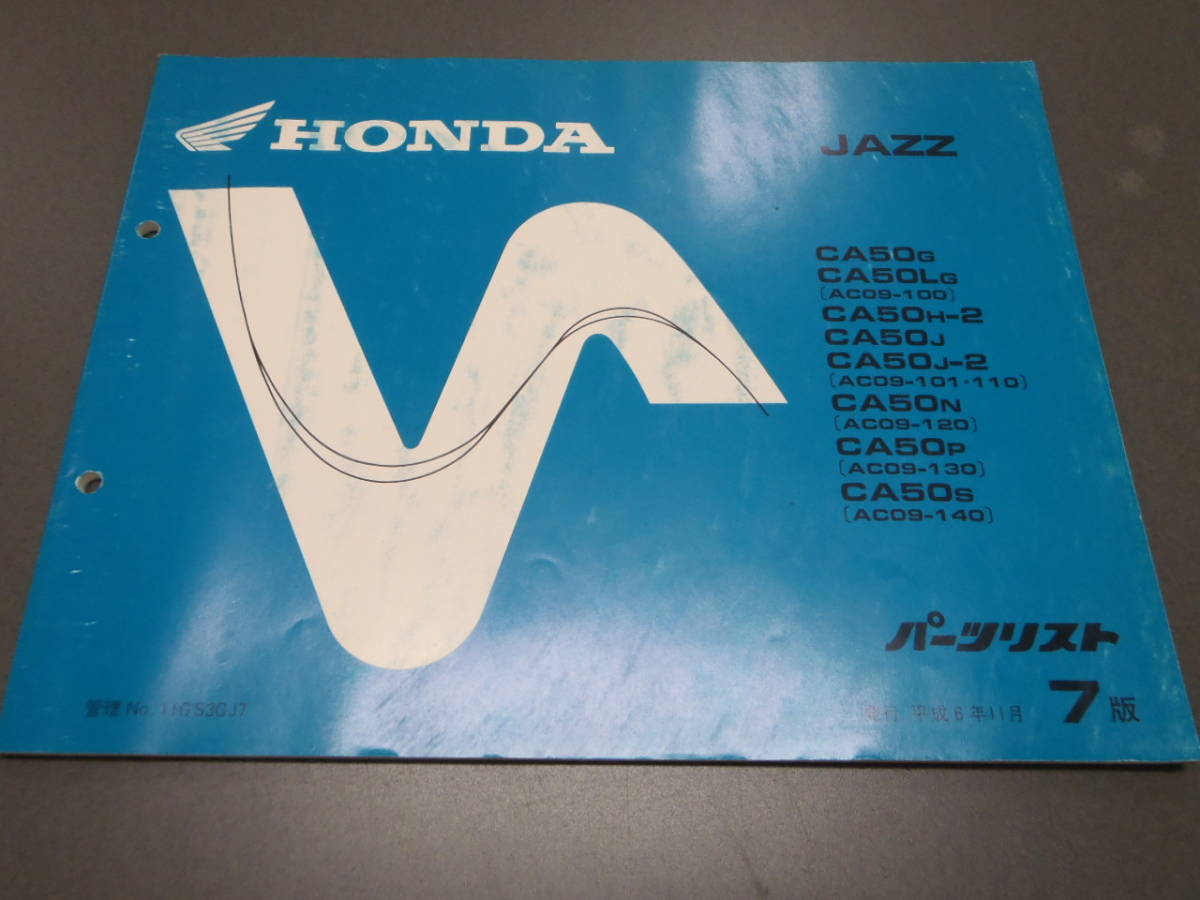 HONDA
JAZZ
CA50G
CA50LG
〔AC09-100〕
CA50H-2
CA50J
CA50J-2
〔AC09-101·110〕
CA50N
〔AC09-120〕
CA50P
〔AC09-130〕
CA50S
〔AC09-140〕
パーツリスト
管理 No. 11GS30J7
発行 平成6年11月 7版